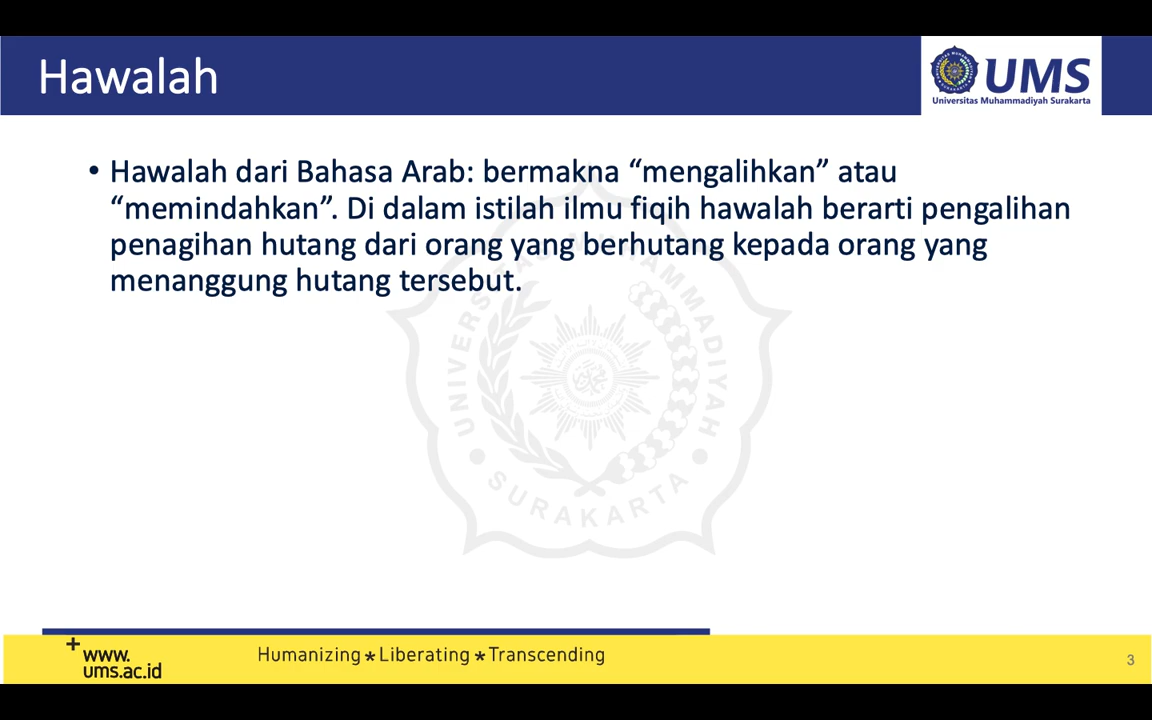 Hawalah
UMS
Universitas Muhammadiyah Surakarta
• Hawalah dari Bahasa Arab: bermakna “mengalihkan” atau
“memindahkan”. Di dalam istilah ilmu fiqih hawalah berarti pengalihan
penagihan hutang dari orang yang berhutang kepada orang yang
menanggung hutang tersebut.
UNIVERSITAS MUHAMMADIYAH
SURAKARTA
+www.
ums.ac.id
Humanizing * Liberating * Transcending
3